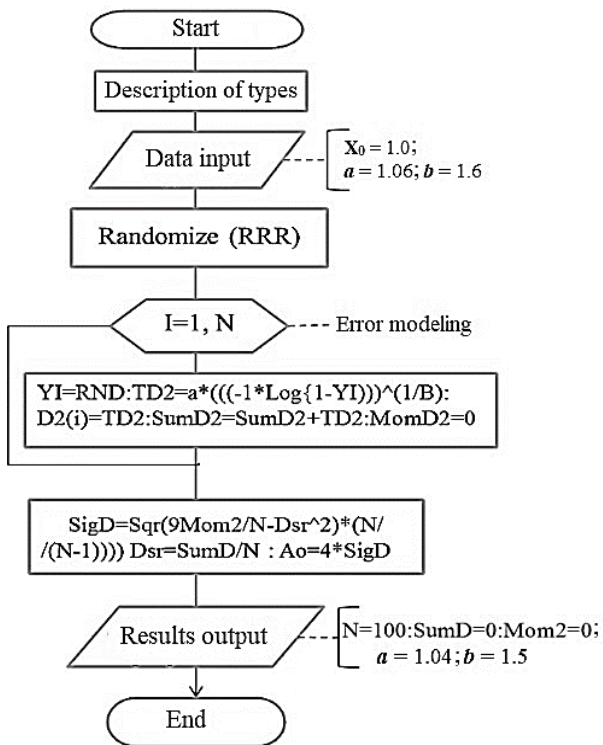 Start
Description of types
Data input
X₀ = 1.0;
a = 1.06; b = 1.6
Randomize (RRR)
I=1, N
Error modeling
YI=RND:TD2=a*(((-1*Log{1-YI)))^(1/B):
D2(i)=TD2:SumD2=SumD2+TD2:MomD2=0
SigD=Sqr(9Mom2/N-Dsr^2)*(N/
/(N-1)))) Dsr=SumD/N : Ao=4*SigD
Results output
N=100:SumD=0:Mom2=0;
a = 1.04; b = 1.5
End